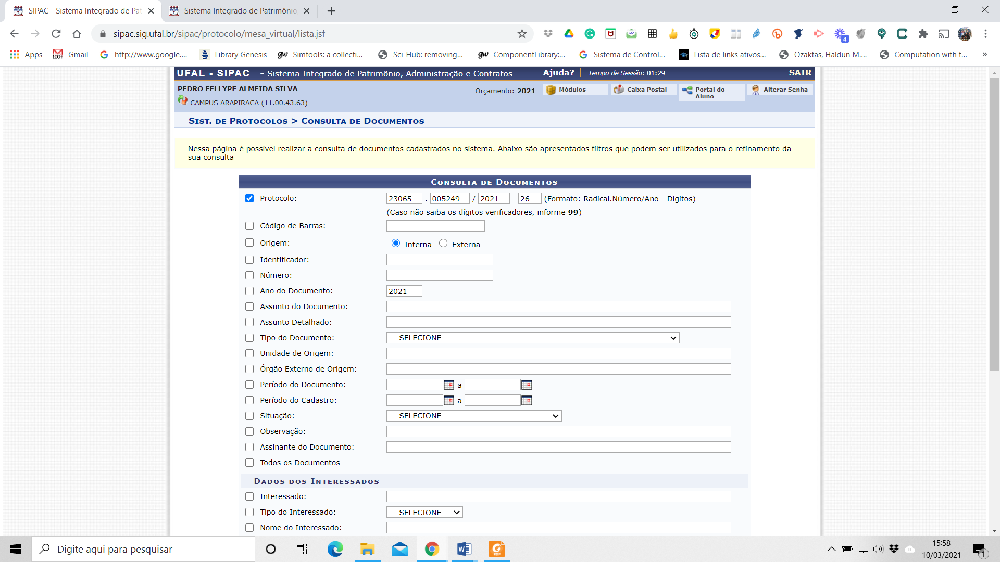 SIPAC - Sistema Integrado de Pat
Sistema Integrado de Patrimônio,
sipac.sig.ufal.br/sipac/protocolo/mesa_virtual/lista.jsf
4
Apps
100+
Gmail
http://www.google....
Library Genesis
gw Simtools: a collecti...
Sci-Hub: removing...
gw ComponentLibrary:...
Sistema de Control...
Lista de links ativos...
Ozaktas, Haldun M....
Computation with t...
»
UFAL - SIPAC - Sistema Integrado de Patrimônio, Administração e Contratos
Ajuda?
Tempo de Sessão: 01:29
SAIR
PEDRO FELLYPE ALMEIDA SILVA
CAMPUS ARAPIRACA (11.00.43.63)
Orçamento: 2021
Módulos
Caixa Postal
Portal do
Aluno
Alterar Senha
Sist. de Protocolos > Consulta de Documentos
Nessa página é possível realizar a consulta de documentos cadastrados no sistema. Abaixo são apresentados filtros que podem ser utilizados para o refinamento da
sua consulta
Consulta de Documentos
Protocolo: 23065 . 005249 / 2021 - 26 (Formato: Radical.Número/Ano - Dígitos)
(Caso não saiba os dígitos verificadores, informe 99)
Código de Barras:
Origem: Interna Externa
Identificador:
Número:
Ano do Documento: 2021
Assunto do Documento:
Assunto Detalhado:
Tipo do Documento: -- SELECIONE --
Unidade de Origem:
Órgão Externo de Origem:
Período do Documento: a
Período do Cadastro: a
Situação: -- SELECIONE --
Observação:
Assinante do Documento:
Todos os Documentos
Dados dos Interessados
Interessado:
Tipo do Interessado: -- SELECIONE --
Nome do Interessado:
Digite aqui para pesquisar
PDF
15:58
10/03/2021
1